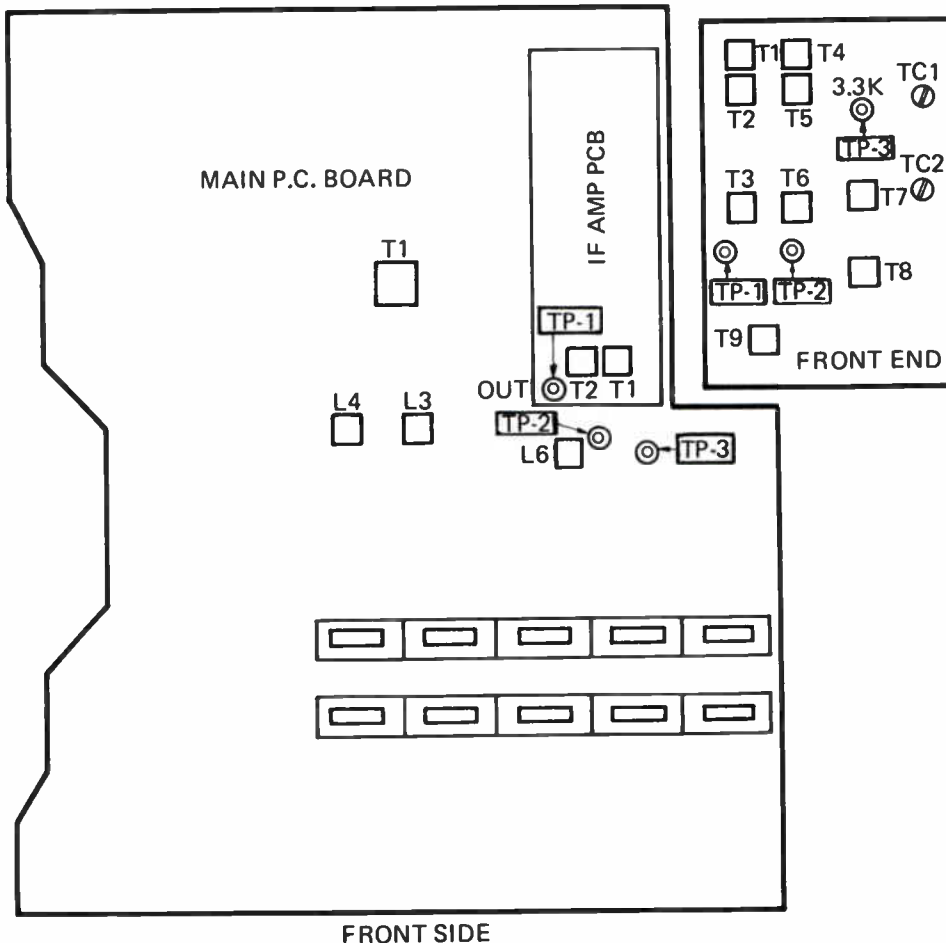 MAIN P.C. BOARD
T1
L4 L3
IF AMP PCB
TP-1
OUT T2 T1
TP-2
L6
TP-3
T1 T4 TC1
T2 T5 3.3K
TP-3
TC2
T3 T6 T7
TP-1 TP-2 T8
T9
FRONT END
FRONT SIDE